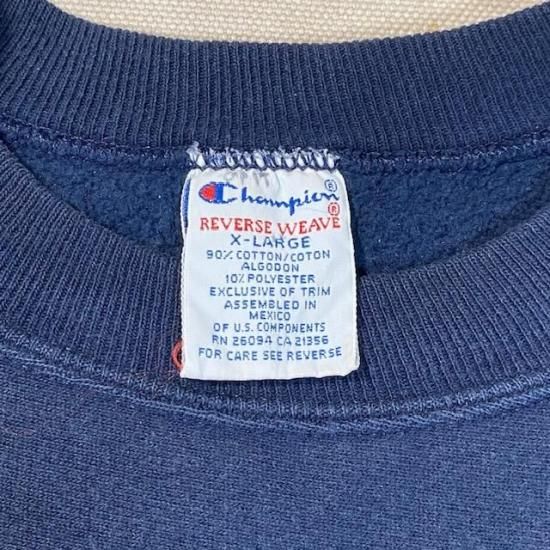 Champion®
REVERSE WEAVE®
X-LARGE
90% COTTON/COTON
ALGODON
10% POLYESTER
EXCLUSIVE OF TRIM
ASSEMBLED IN
MEXICO
OF U.S. COMPONENTS
RN 26094 CA 21356
FOR CARE SEE REVERSE